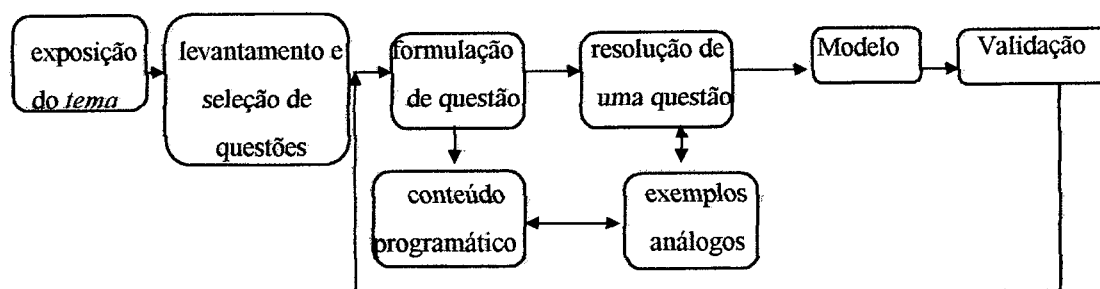 exposição
do tema
levantamento e
seleção de
questões
formulação
de questão
resolução de
uma questão
Modelo
Validação
conteúdo
programático
exemplos
análogos